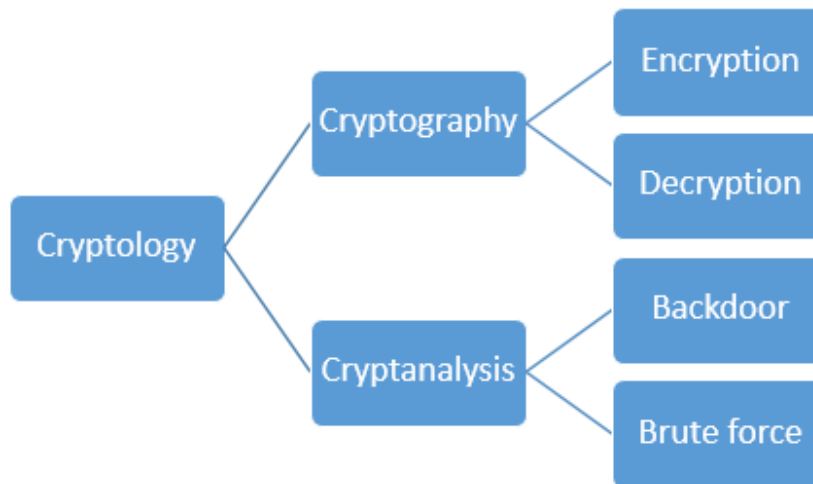 Cryptology
Cryptography
Encryption
Decryption
Cryptanalysis
Backdoor
Brute force